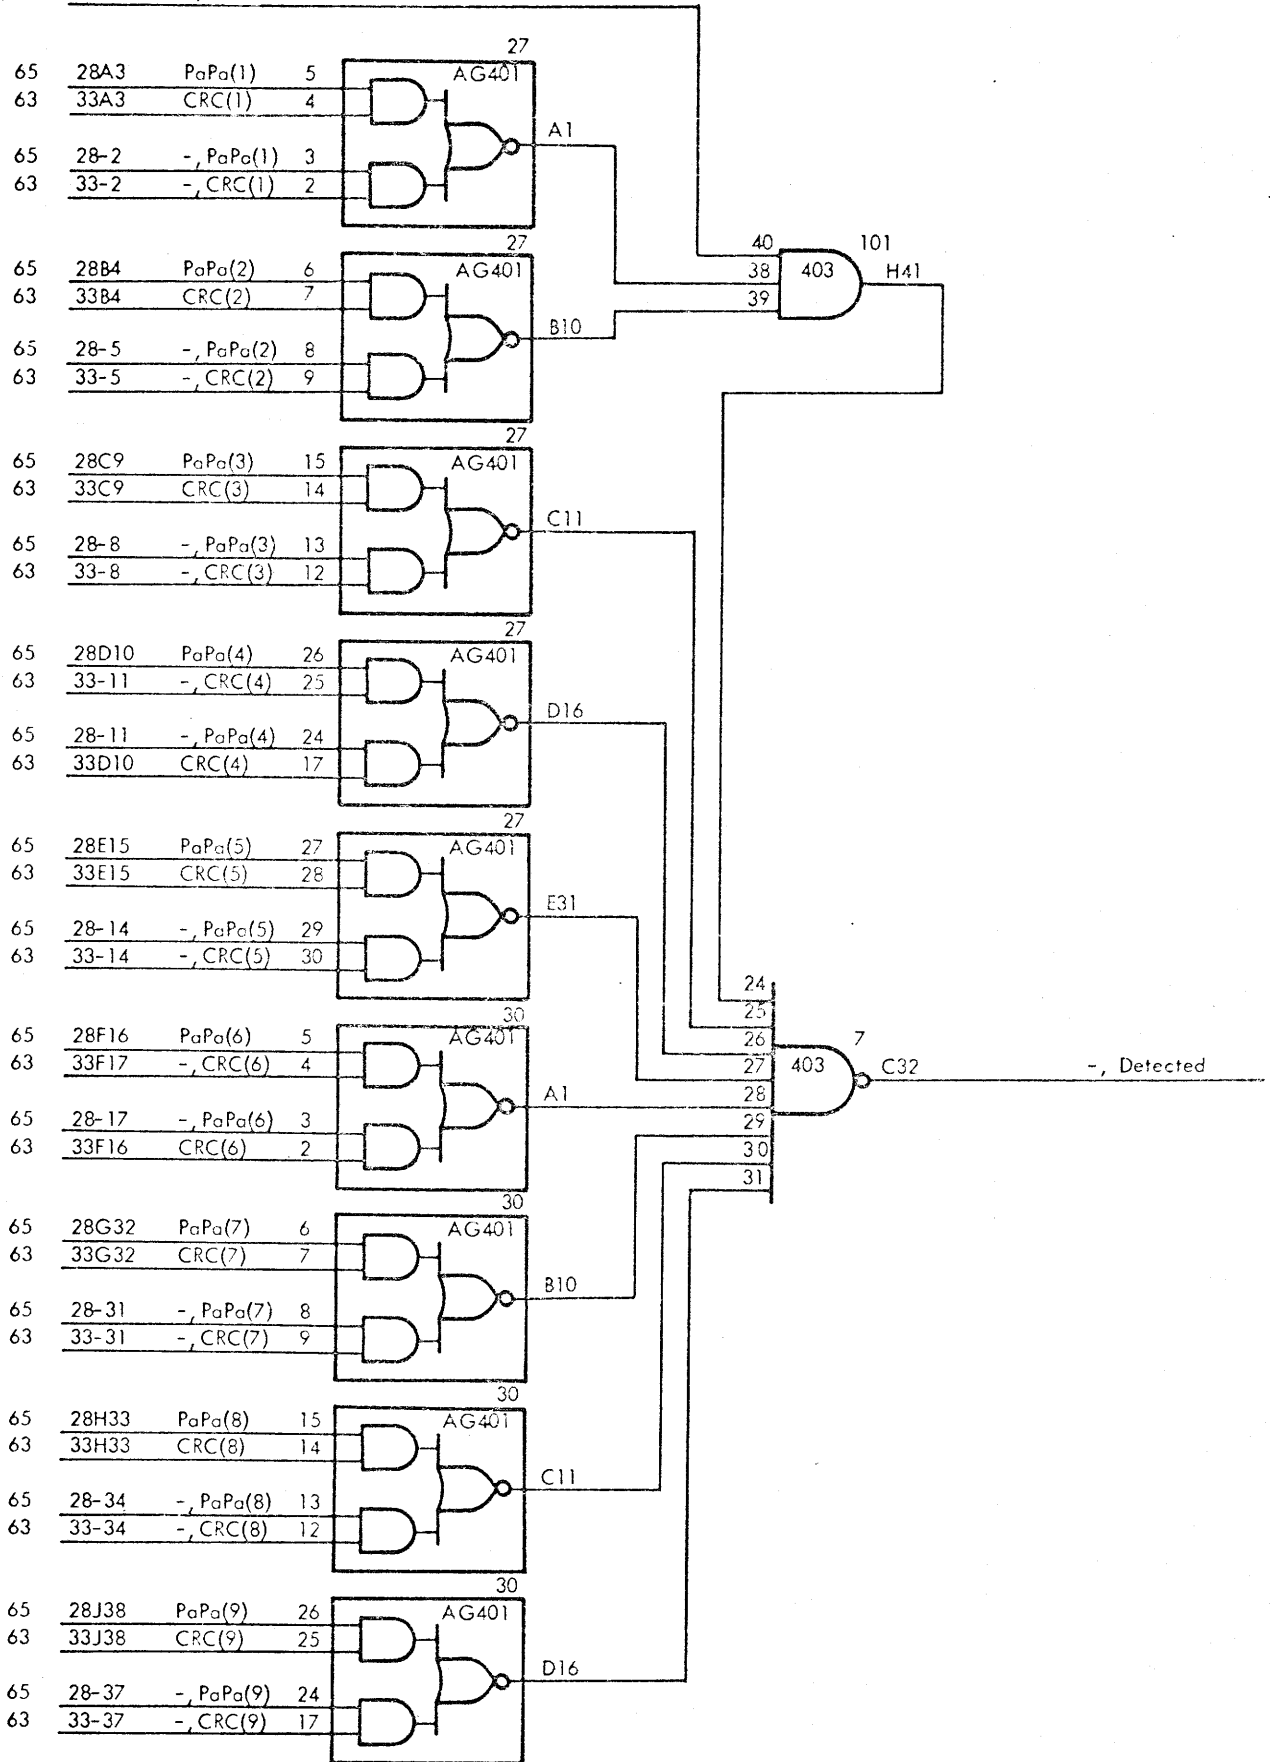 27
65 28A3 PaPa(1) 5 AG401
63 33A3 CRC(1) 4
A1
65 28-2 -, PaPa(1) 3
63 33-2 -, CRC(1) 2
27
40 101
65 28B4 PaPa(2) 6 AG401
38 403 H41
63 33B4 CRC(2) 7
39
B10
65 28-5 -, PaPa(2) 8
63 33-5 -, CRC(2) 9
27
65 28C9 PaPa(3) 15 AG401
63 33C9 CRC(3) 14
C11
65 28-8 -, PaPa(3) 13
63 33-8 -, CRC(3) 12
27
65 28D10 PaPa(4) 26 AG401
63 33-11 -, CRC(4) 25
D16
65 28-11 -, PaPa(4) 24
63 33D10 CRC(4) 17
27
65 28E15 PaPa(5) 27 AG401
63 33E15 CRC(5) 28
E31
65 28-14 -, PaPa(5) 29
63 33-14 -, CRC(5) 30
24
30
25
65 28F16 PaPa(6) 5 AG401
26 7
63 33F17 -, CRC(6) 4
27 403 C32 -, Detected
A1
28
65 28-17 -, PaPa(6) 3
29
63 33F16 CRC(6) 2
30
31
30
65 28G32 PaPa(7) 6 AG401
63 33G32 CRC(7) 7
B10
65 28-31 -, PaPa(7) 8
63 33-31 -, CRC(7) 9
30
65 28H33 PaPa(8) 15 AG401
63 33H33 CRC(8) 14
C11
65 28-34 -, PaPa(8) 13
63 33-34 -, CRC(8) 12
30
65 28J38 PaPa(9) 26 AG401
63 33J38 CRC(9) 25
D16
65 28-37 -, PaPa(9) 24
63 33-37 -, CRC(9) 17